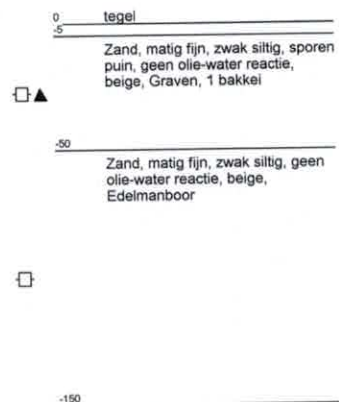 0 tegel
-5
Zand, matig fijn, zwak siltig, sporen
puin, geen olie-water reactie,
beige, Graven, 1 bakkei
-50
Zand, matig fijn, zwak siltig, geen
olie-water reactie, beige,
Edelmanboor
-150